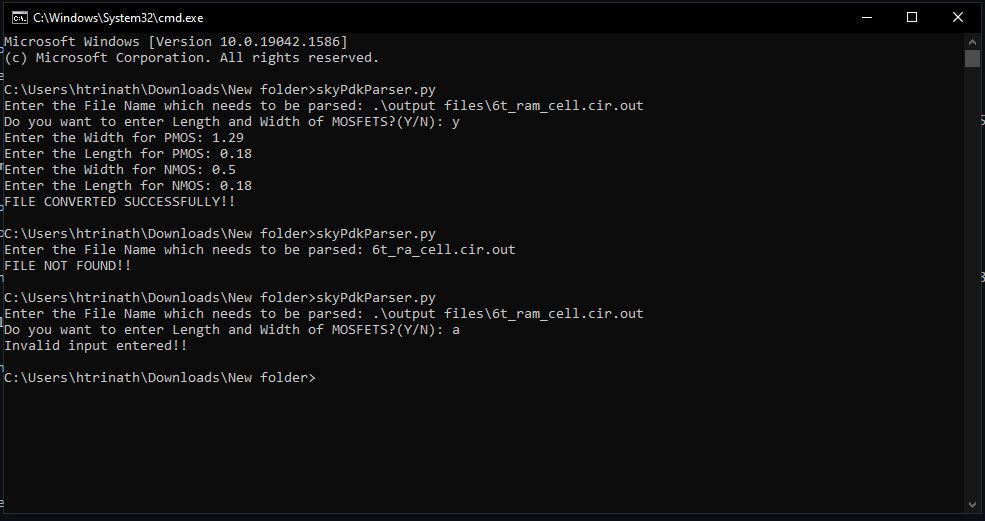 C:\Windows\System32\cmd.exe
Microsoft Windows [Version 10.0.19042.1586]
(c) Microsoft Corporation. All rights reserved.
C:\Users\htrinath\Downloads\New folder>skyPdkParser.py
Enter the File Name which needs to be parsed: .\output files\6t_ram_cell.cir.out
Do you want to enter Length and Width of MOSFETS?(Y/N): y
Enter the Width for PMOS: 1.29
Enter the Length for PMOS: 0.18
Enter the Width for NMOS: 0.5
Enter the Length for NMOS: 0.18
FILE CONVERTED SUCCESSFULLY!!
C:\Users\htrinath\Downloads\New folder>skyPdkParser.py
Enter the File Name which needs to be parsed: 6t_ra_cell.cir.out
FILE NOT FOUND!!
C:\Users\htrinath\Downloads\New folder>skyPdkParser.py
Enter the File Name which needs to be parsed: .\output files\6t_ram_cell.cir.out
Do you want to enter Length and Width of MOSFETS?(Y/N): a
Invalid input entered!!
C:\Users\htrinath\Downloads\New folder>